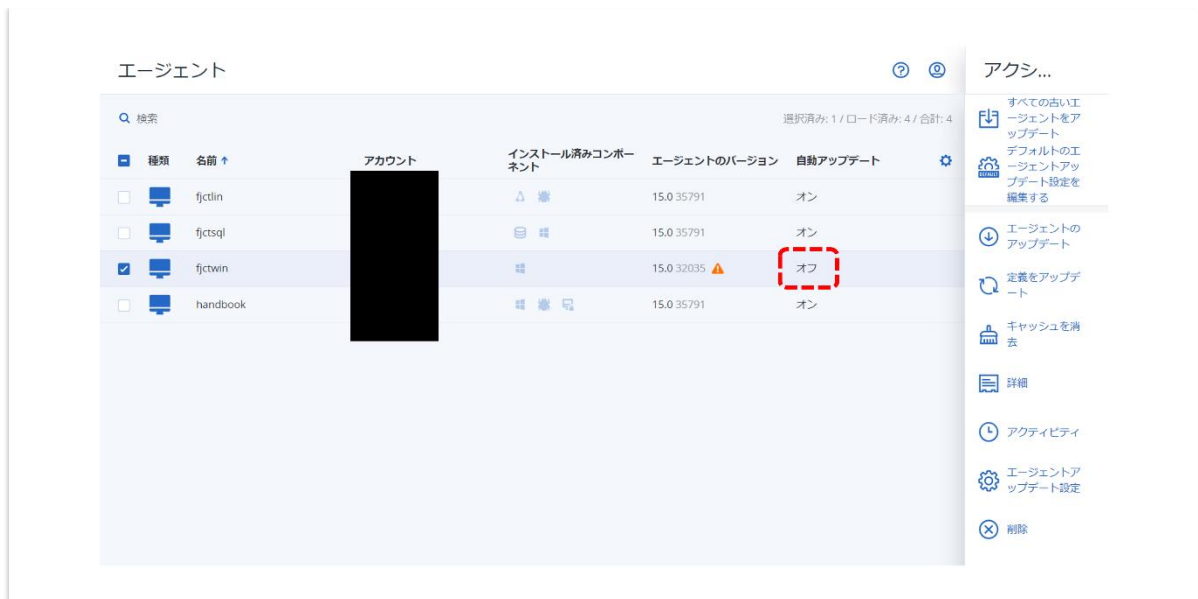 エージェント
アクシ...
検索
選択済み: 1 / ロード済み: 4 / 合計: 4
種類 名前 ↑ アカウント インストール済みコンポーネント エージェントのバージョン 自動アップデート
fjctlin 15.0 35791 オン
fjctsql 15.0 35791 オン
fjctwin 15.0 32035 オフ
handbook 15.0 35791 オン
すべての古いエ
ージェントをア
ップデート
デフォルトのエ
ージェントアッ
プデート設定を
編集する
エージェントの
アップデート
定義をアップデ
ート
キャッシュを消
去
詳細
アクティビティ
エージェントア
ップデート設定
削除